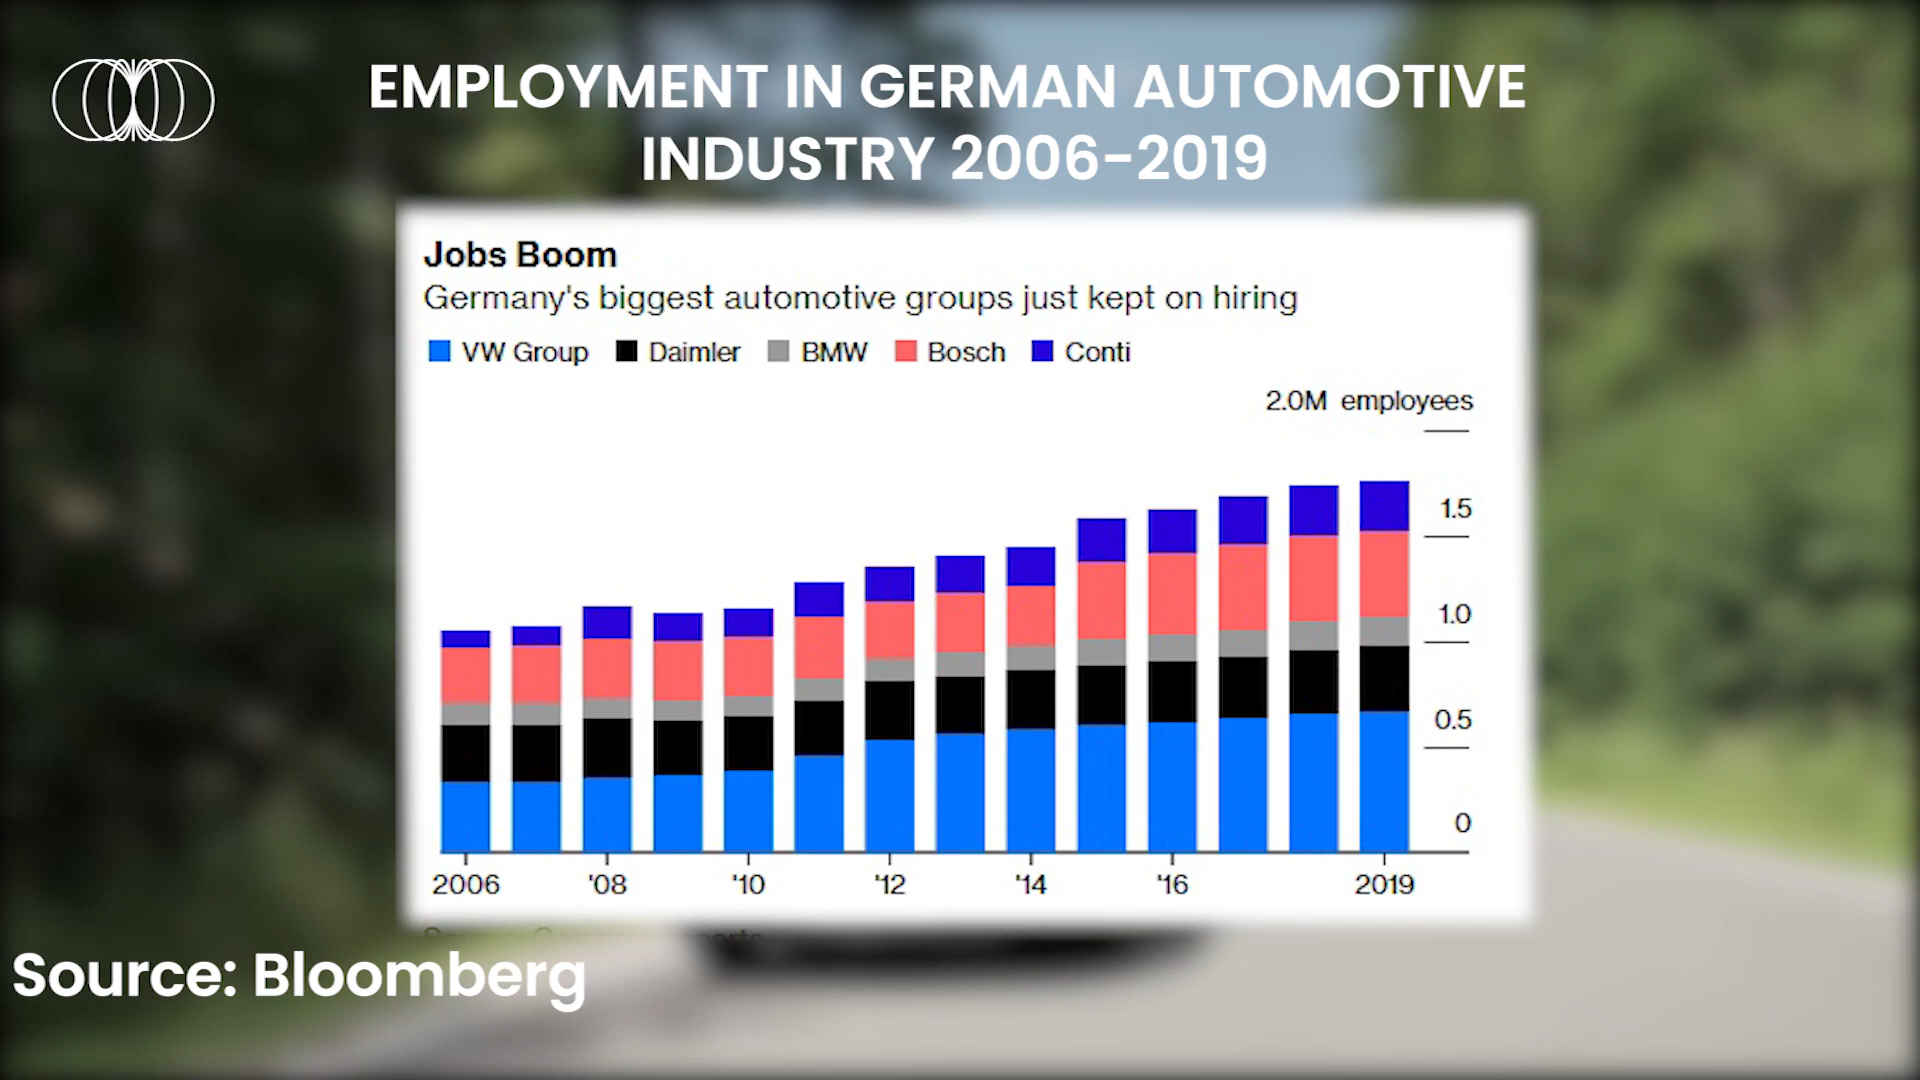 EMPLOYMENT IN GERMAN AUTOMOTIVE
INDUSTRY 2006-2019
Jobs Boom
Germany's biggest automotive groups just kept on hiring
VW Group Daimler BMW Bosch Conti
2.0M employees
1.5
1.0
0.5
0
2006 '08 '10 '12 '14 '16 2019
Source: Bloomberg